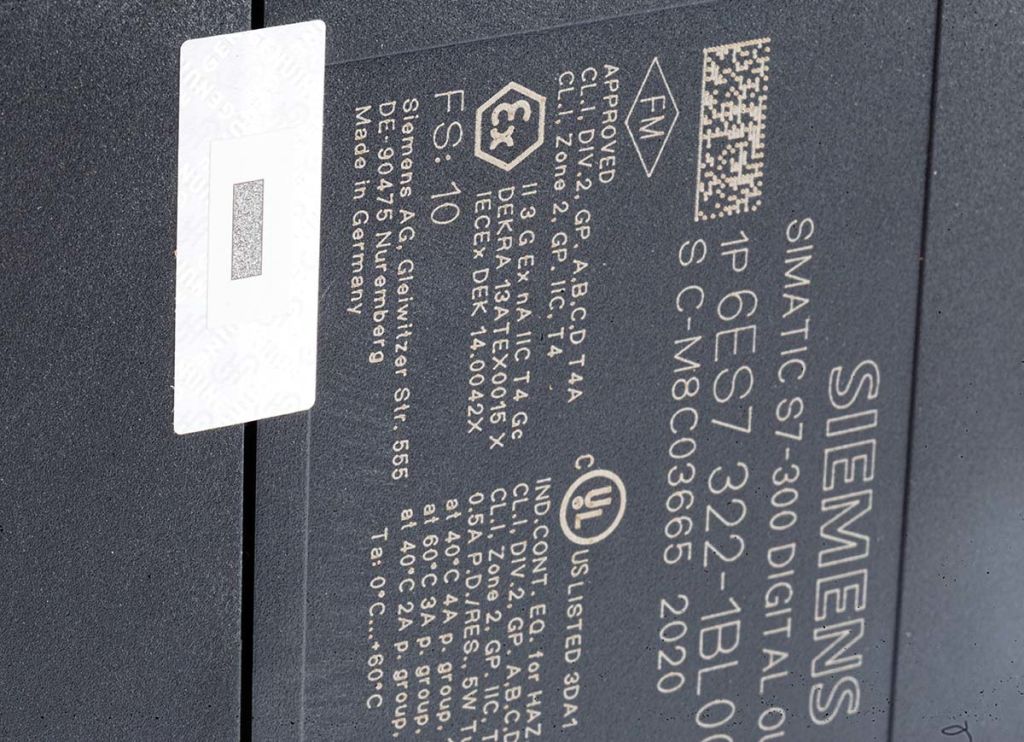 SIEMENS
SIMATIC S7-300 DIGITAL OU
1P 6ES7 322-1BL0
S C-M8C03665 2020
FM
APPROVED
CL.I, DIV.2, GP. A,B,C,D T4A
CL.I, Zone 2, GP. IIC, T4
Ex
II 3 G Ex nA IIC T4 Gc
DEKRA 13ATEX0015 X
IECEx DEK 14.0042X
FS: 10
Siemens AG, Gleiwitzer Str. 555
DE-90475 Nuremberg
Made in Germany
C UL US LISTED 3DA1
IND.CONT. EQ. for HAZ
CL.I, DIV.2, GP. A,B,C,D
CL.I, Zone 2, GP. IIC, T
0.5A P.D./RES., 5W T
at 40°C 4A p. group,
at 60°C 3A p. group,
at 40°C 2A p. group,
Ta: 0°C...+60°C